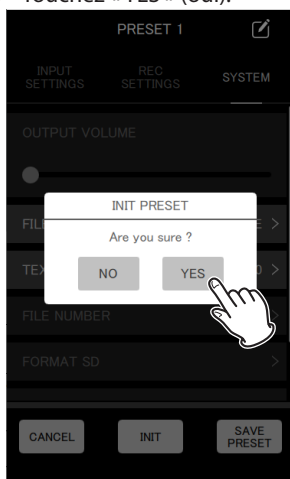 Touchez « YES » (oui).
PRESET 1
INPUT SETTINGS
REC SETTINGS
SYSTEM
OUTPUT VOLUME
INIT PRESET
Are you sure ?
NO
YES
FILE NUMBER
FORMAT SD
CANCEL
INIT
SAVE PRESET